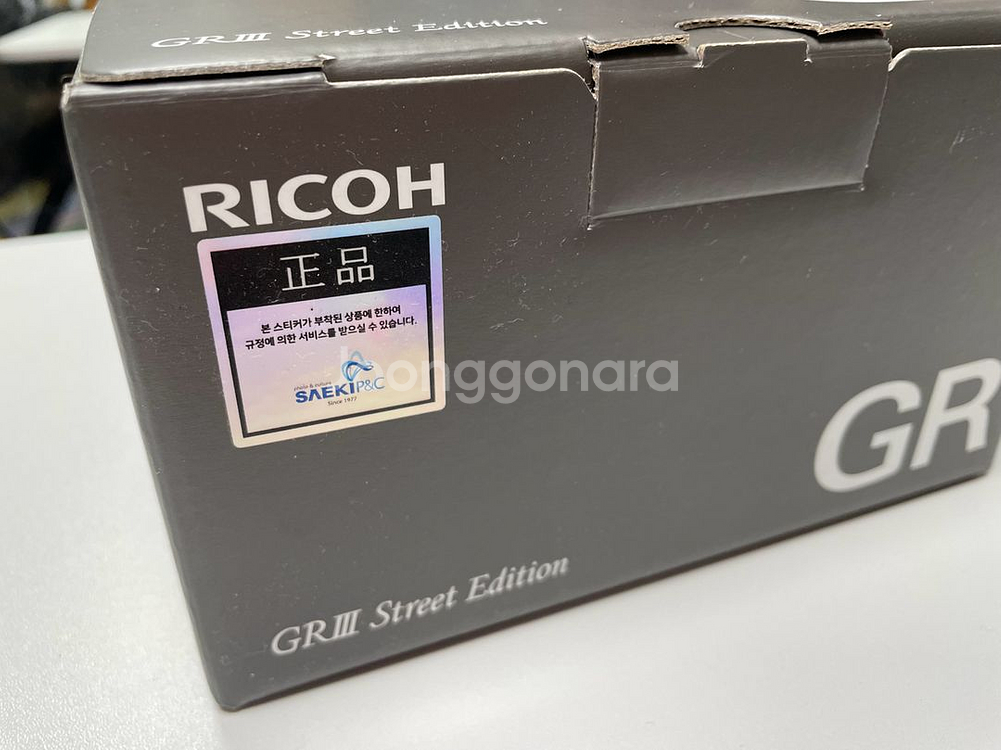 GRⅢ Street Edition
RICOH
正品
본 스티커가 부착된 상품에 한하여
규정에 의한 서비스를 받으실 수 있습니다.
photo & culture
SAEKI P&C
Since 1977
joonggonara
GR
GRⅢ Street Edition